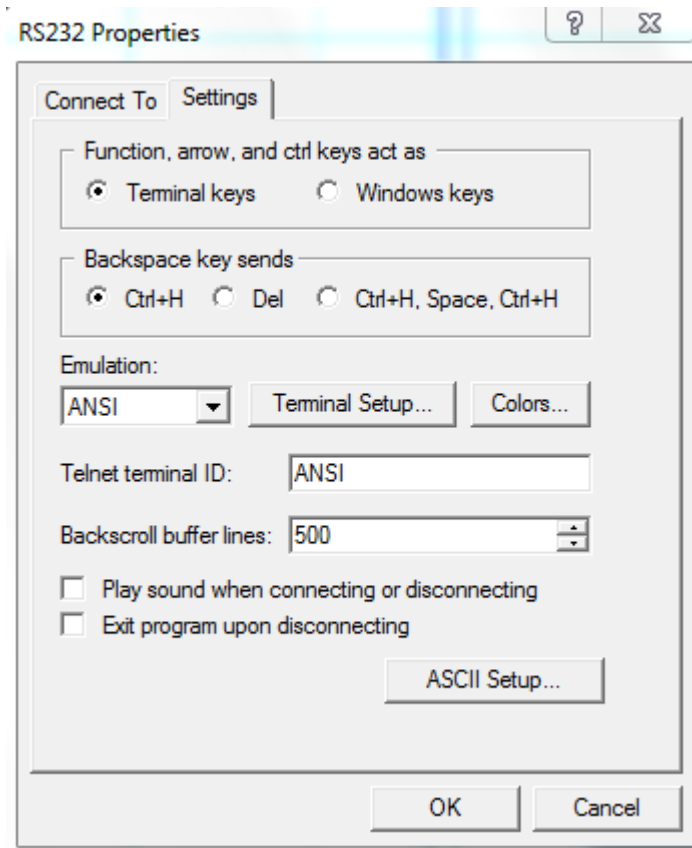 RS232 Properties
Connect To Settings
Function, arrow, and ctrl keys act as
Terminal keys Windows keys
Backspace key sends
Ctrl+H Del Ctrl+H, Space, Ctrl+H
Emulation:
ANSI Terminal Setup... Colors...
Telnet terminal ID: ANSI
Backscroll buffer lines: 500
Play sound when connecting or disconnecting
Exit program upon disconnecting
ASCII Setup...
OK Cancel